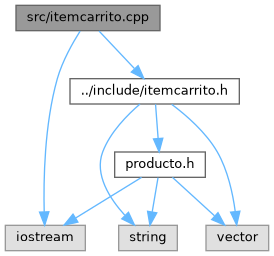 src/itemcarrito.cpp
../include/itemcarrito.h
producto.h
iostream
string
vector